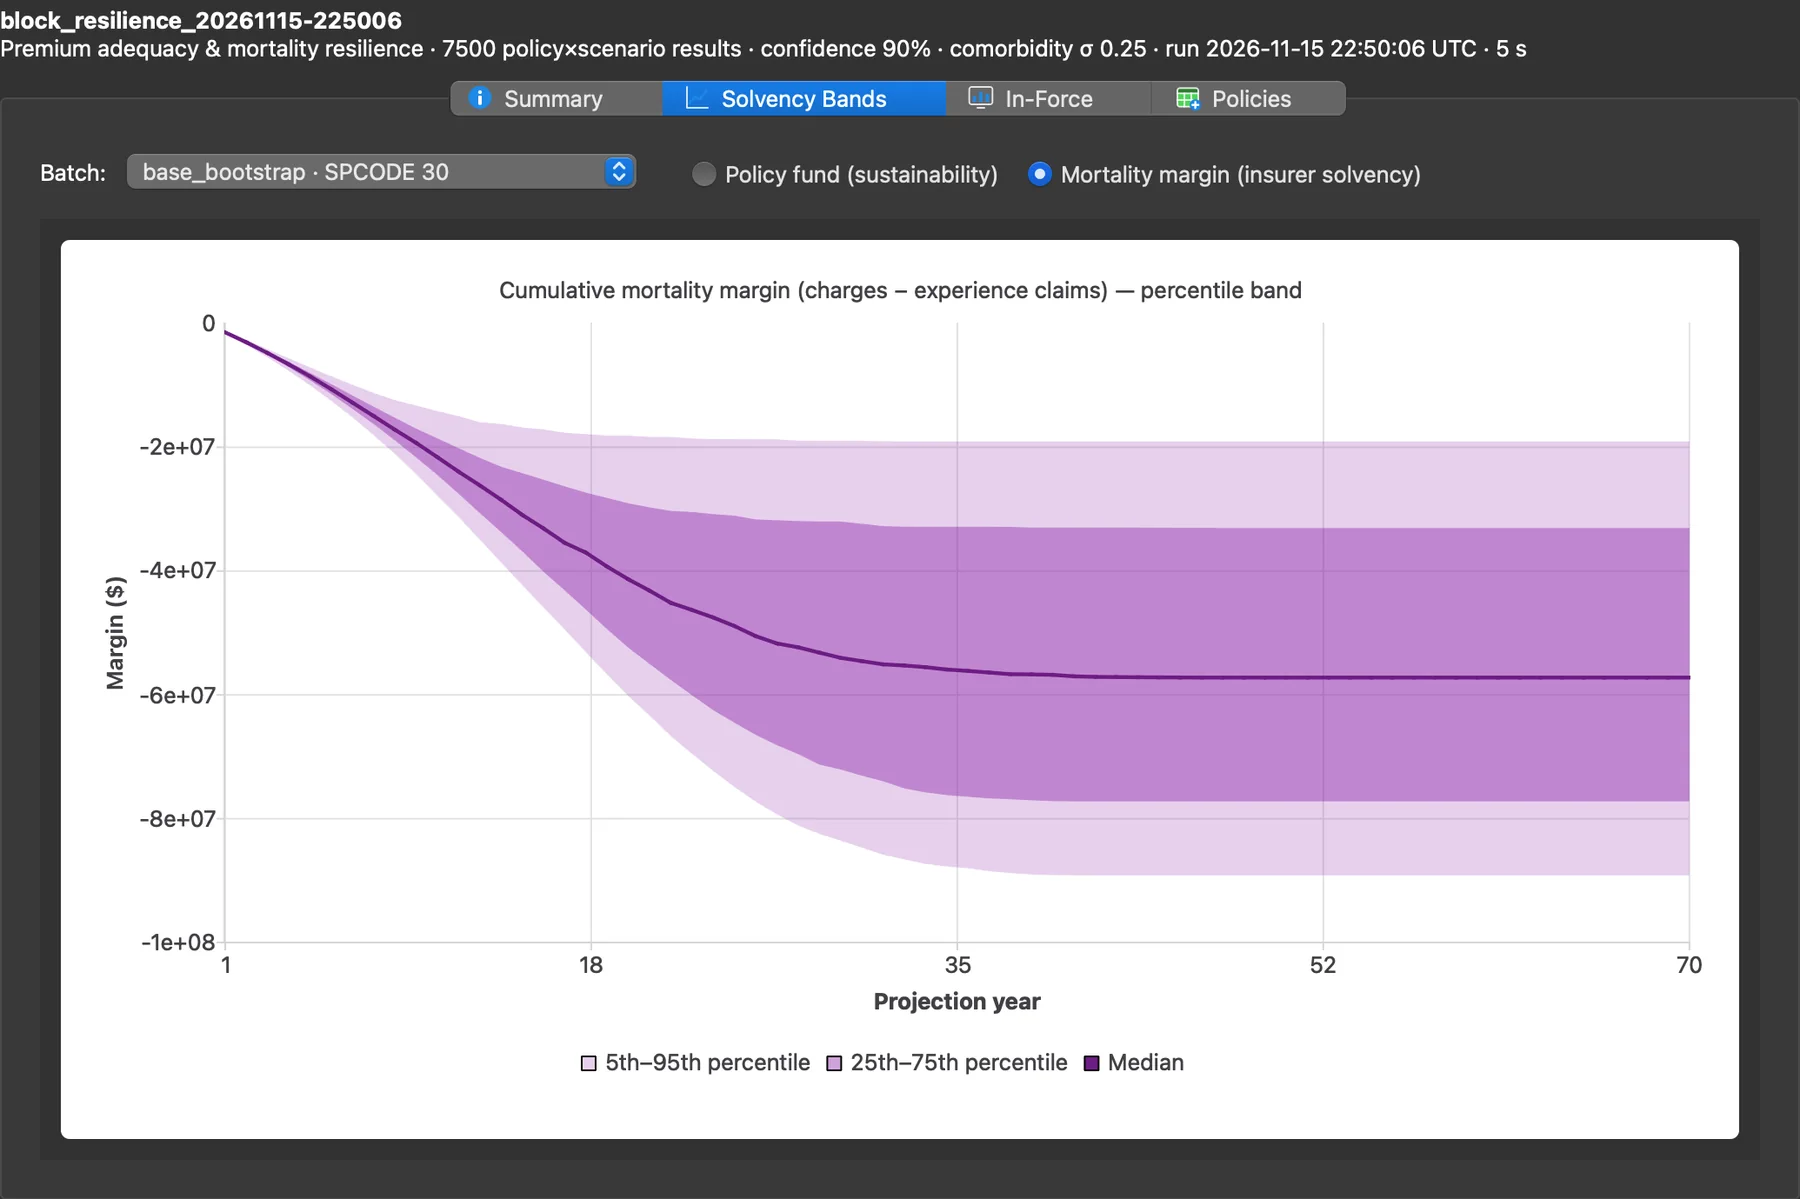 block_resilience_20261115-225006
Premium adequacy & mortality resilience · 7500 policy×scenario results · confidence 90% · comorbidity σ 0.25 · run 2026-11-15 22:50:06 UTC · 5 s
Summary
Solvency Bands
In-Force
Policies
Batch:
base_bootstrap · SPCODE 30
Policy fund (sustainability)
Mortality margin (insurer solvency)
Cumulative mortality margin (charges – experience claims) — percentile band
0
-2e+07
-4e+07
-6e+07
-8e+07
-1e+08
Margin ($)
1
18
35
52
70
Projection year
5th–95th percentile
25th–75th percentile
Median